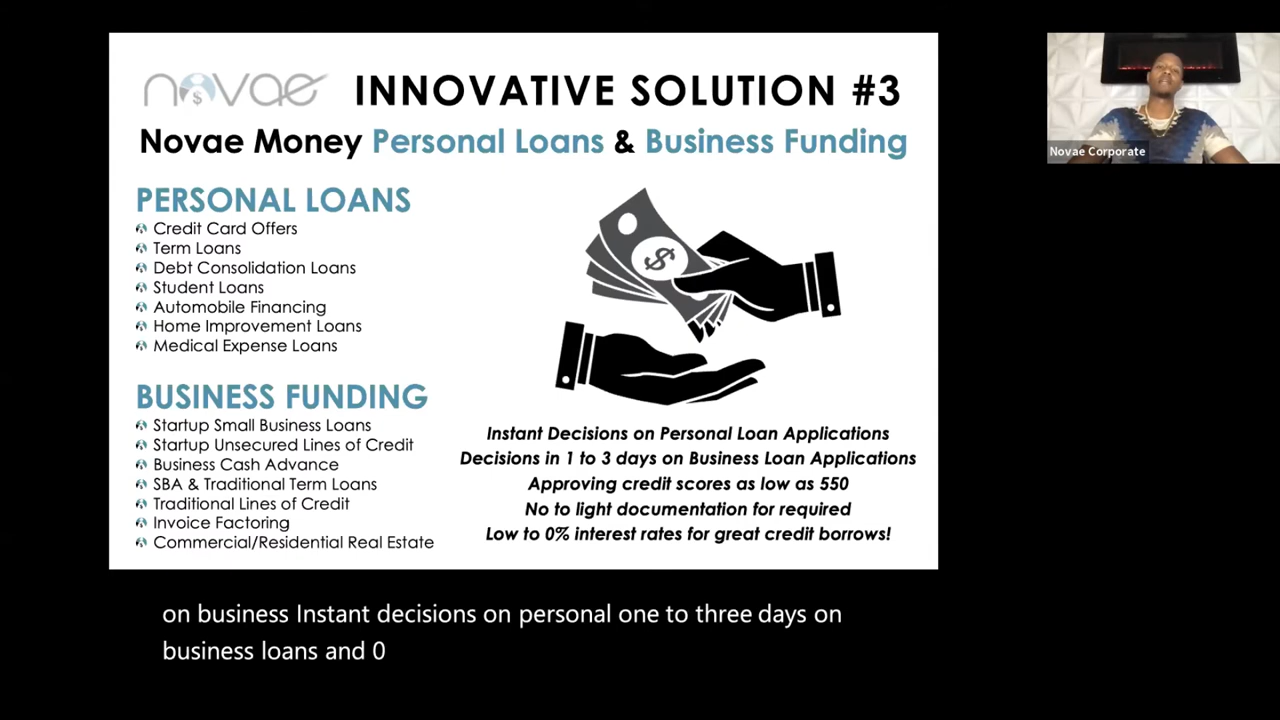 novae INNOVATIVE SOLUTION #3
Novae Money Personal Loans & Business Funding
PERSONAL LOANS
Credit Card Offers
Term Loans
Debt Consolidation Loans
Student Loans
Automobile Financing
Home Improvement Loans
Medical Expense Loans
BUSINESS FUNDING
Startup Small Business Loans
Startup Unsecured Lines of Credit
Business Cash Advance
SBA & Traditional Term Loans
Traditional Lines of Credit
Invoice Factoring
Commercial/Residential Real Estate
$
Instant Decisions on Personal Loan Applications
Decisions in 1 to 3 days on Business Loan Applications
Approving credit scores as low as 550
No to light documentation for required
Low to 0% interest rates for great credit borrows!
Novae Corporate
on business Instant decisions on personal one to three days on
business loans and 0